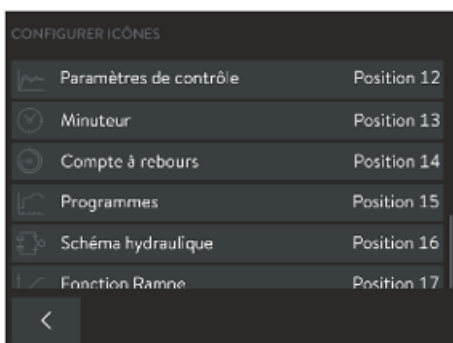 CONFIGURER ICÔNES
Paramètres de contrôle Position 12
Minuteur Position 13
Compte à rebours Position 14
Programmes Position 15
Schéma hydraulique Position 16
Fonction Rampe Position 17